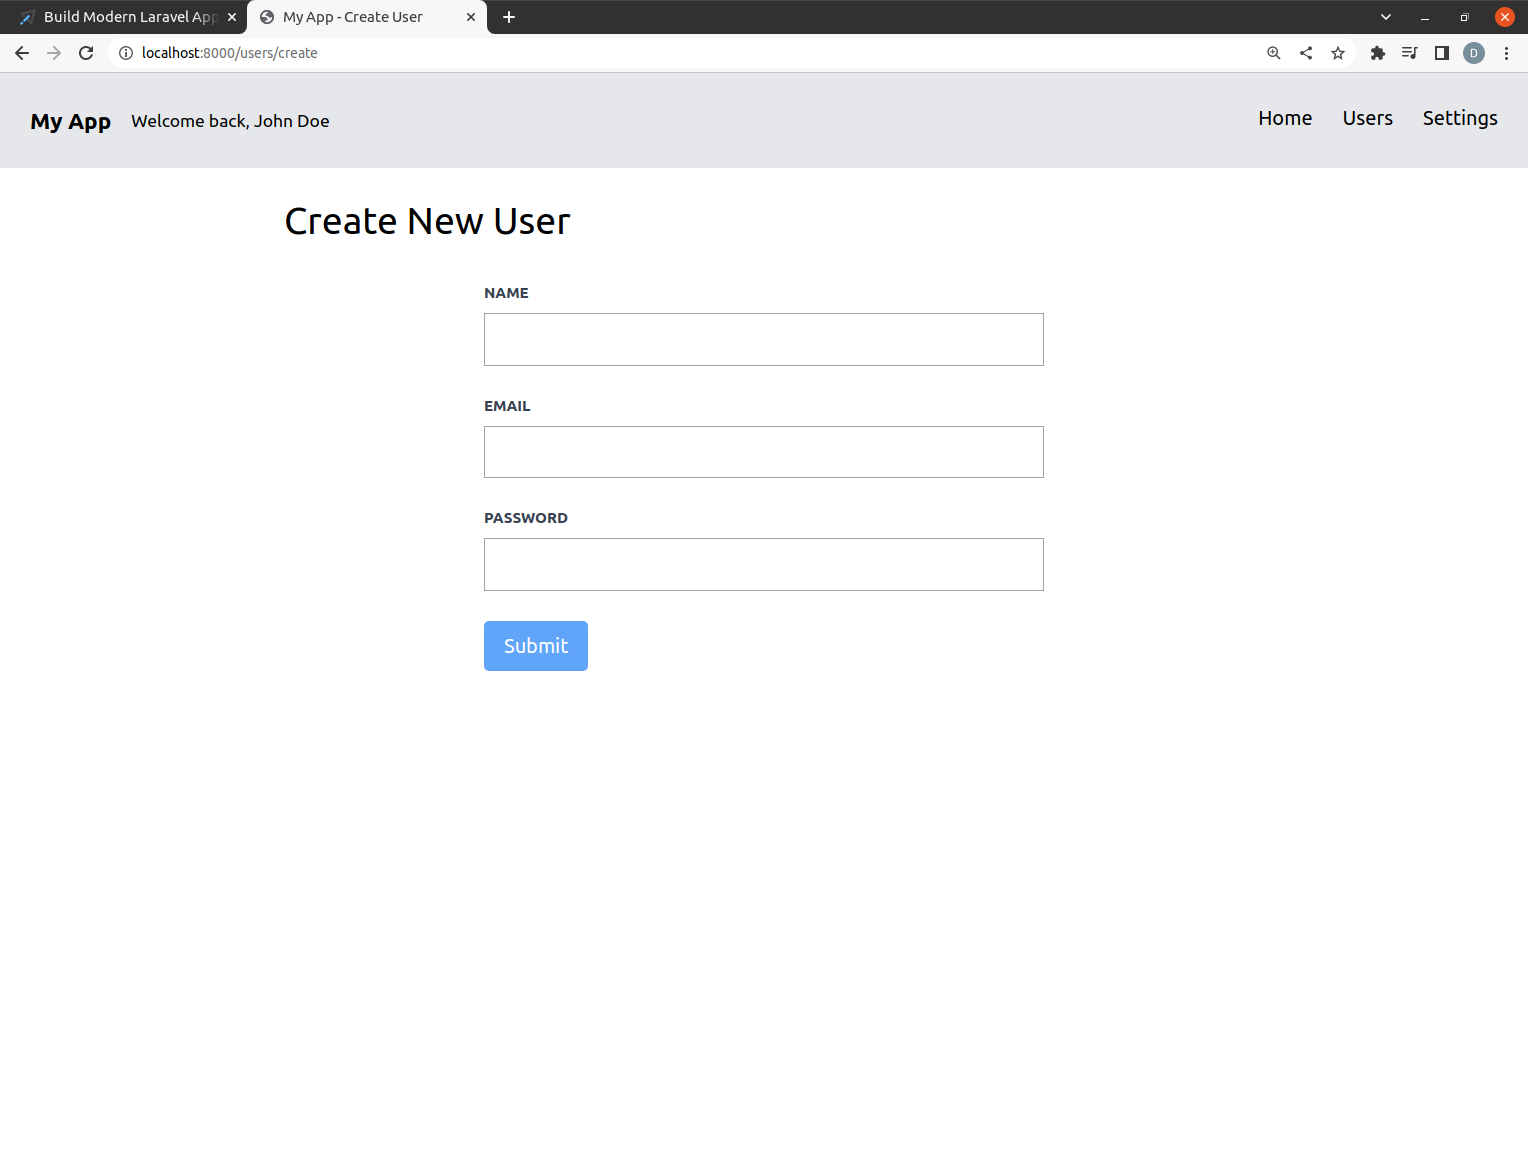 Build Modern Laravel App
My App - Create User
localhost:8000/users/create
D
My App
Welcome back, John Doe
Home
Users
Settings
Create New User
NAME
EMAIL
PASSWORD
Submit